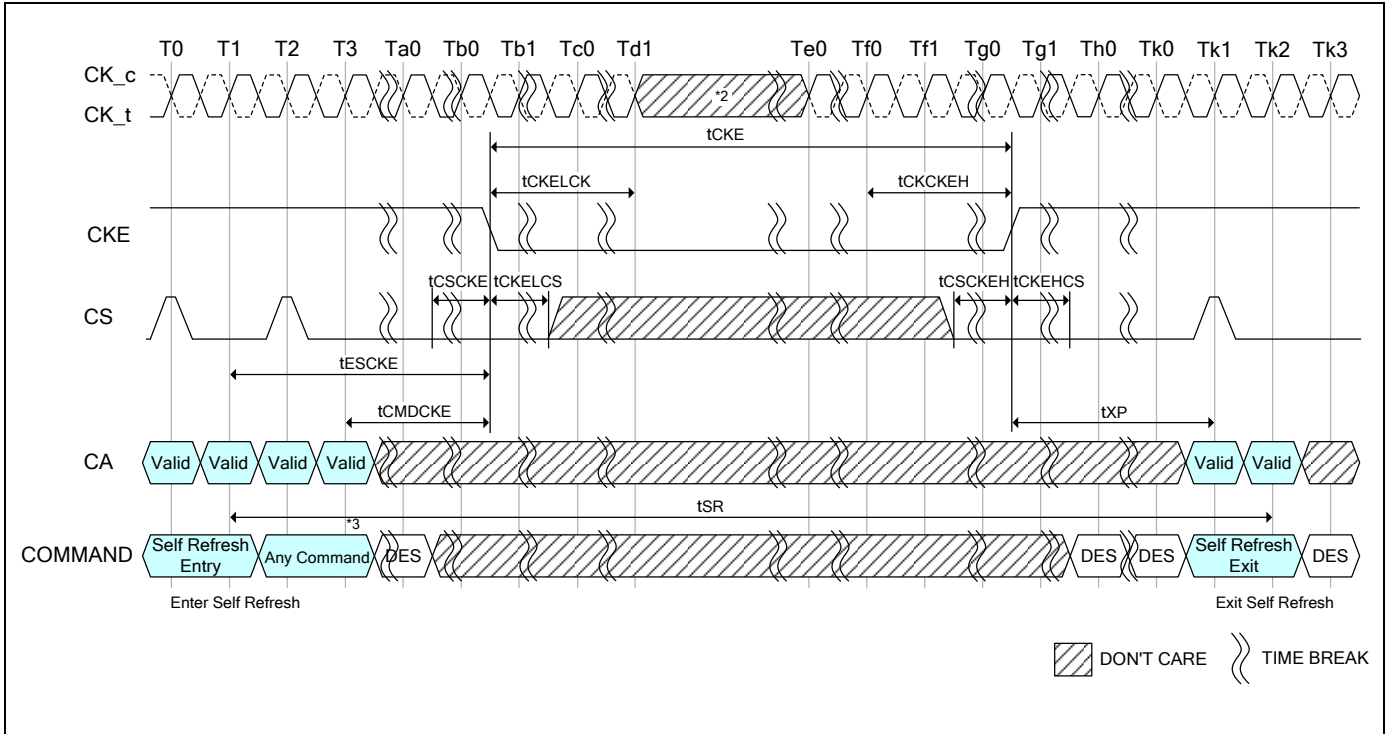 T0 T1 T2 T3 Ta0 Tb0 Tb1 Tc0 Td1 Te0 Tf0 Tf1 Tg0 Tg1 Th0 Tk0 Tk1 Tk2 Tk3
CK_c
*2
CK_t
tCKE
tCKELCK tCKCKEH
CKE
tCSCKE tCKELCS tCSCKEH tCKEHCS
CS
tESCKE
tCMDCKE tXP
CA Valid Valid Valid Valid Valid Valid
tSR
*3
COMMAND Self Refresh Entry Any Command DES DES DES Self Refresh Exit DES
Enter Self Refresh Exit Self Refresh
DON'T CARE TIME BREAK